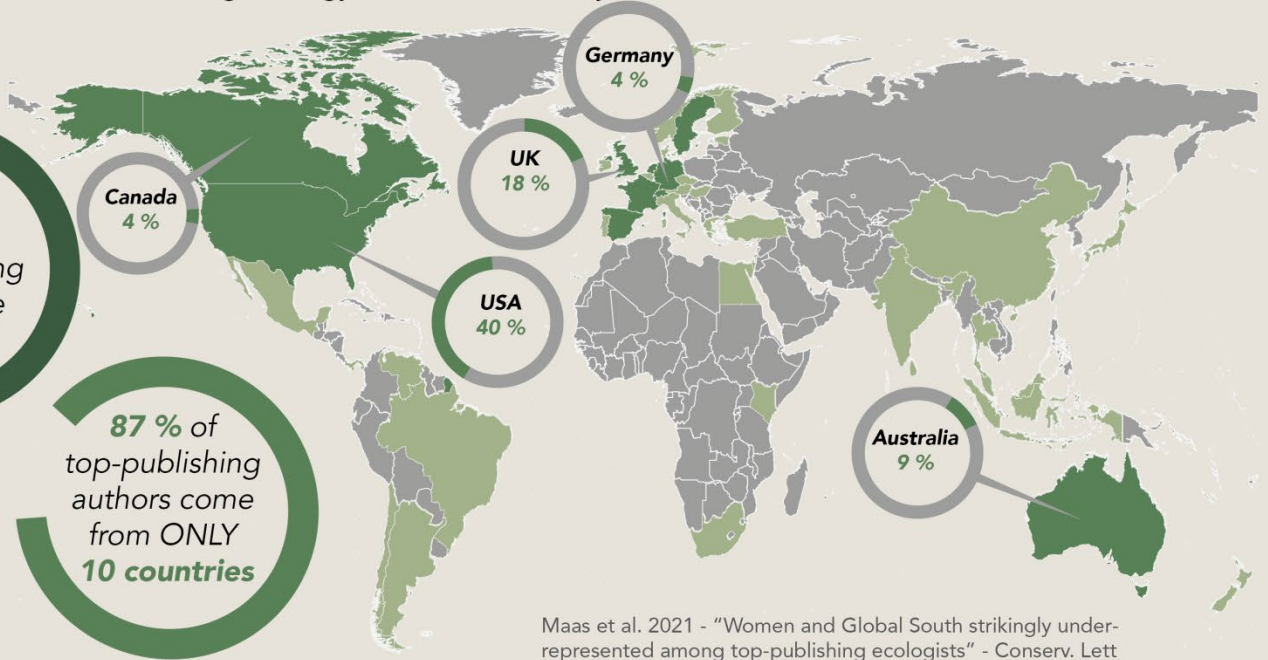 Germany
4 %
UK
18 %
Canada
4 %
USA
40 %
Australia
9 %
87 % of
top-publishing
authors come
from ONLY
10 countries
Maas et al. 2021 - “Women and Global South strikingly under-
represented among top-publishing ecologists” - Conserv. Lett